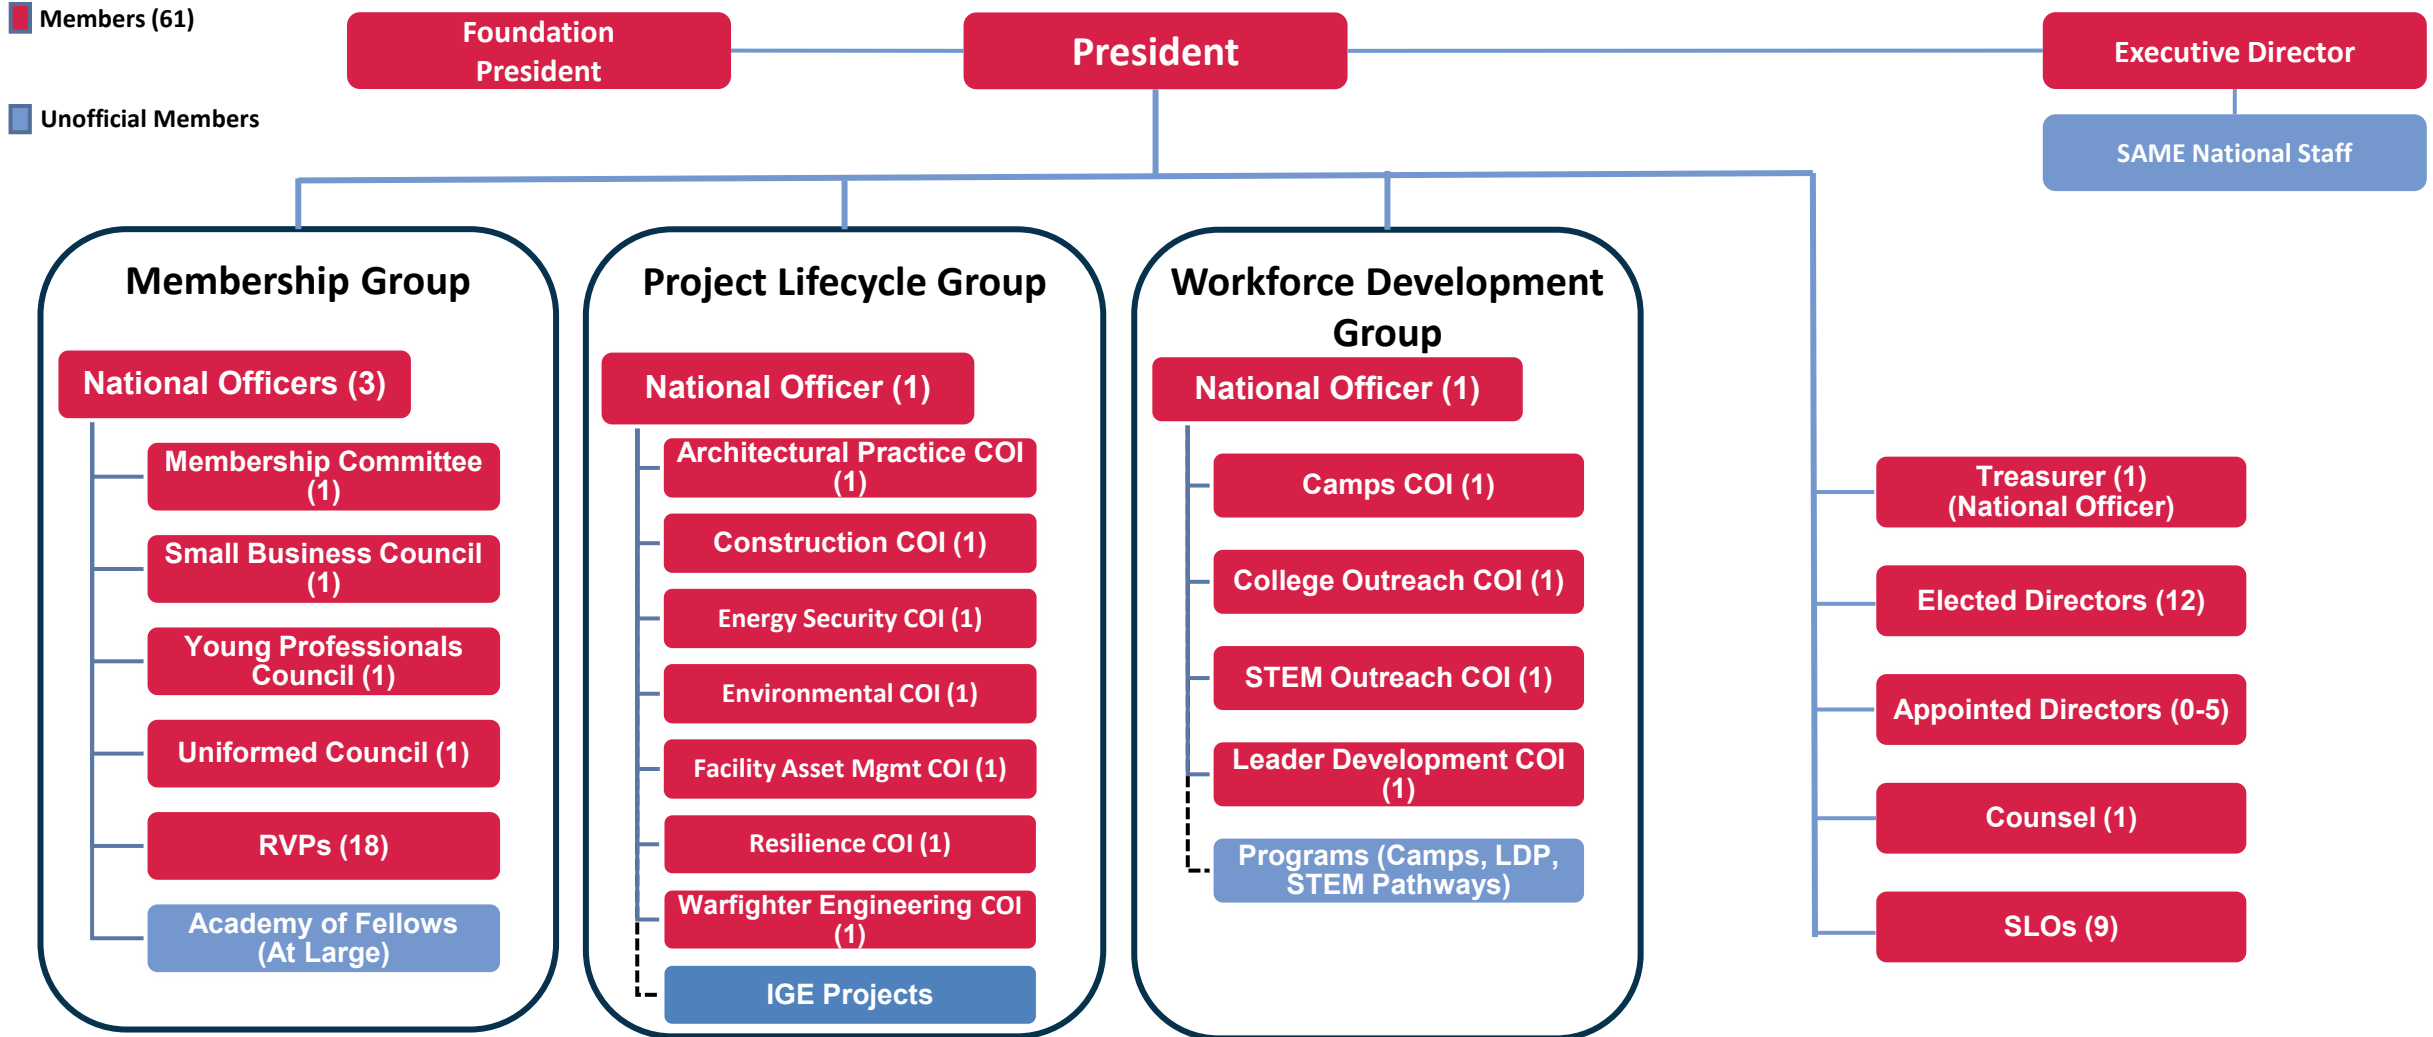 Members (61)
Unofficial Members
Foundation
President
President
Executive Director
SAME National Staff
Membership Group
National Officers (3)
Membership Committee
(1)
Small Business Council
(1)
Young Professionals
Council (1)
Uniformed Council (1)
RVPs (18)
Academy of Fellows
(At Large)
Project Lifecycle Group
National Officer (1)
Architectural Practice COI
(1)
Construction COI (1)
Energy Security COI (1)
Environmental COI (1)
Facility Asset Mgmt COI (1)
Resilience COI (1)
Warfighter Engineering COI
(1)
IGE Projects
Workforce Development
Group
National Officer (1)
Camps COI (1)
College Outreach COI (1)
STEM Outreach COI (1)
Leader Development COI
(1)
Programs (Camps, LDP,
STEM Pathways)
Treasurer (1)
(National Officer)
Elected Directors (12)
Appointed Directors (0-5)
Counsel (1)
SLOs (9)